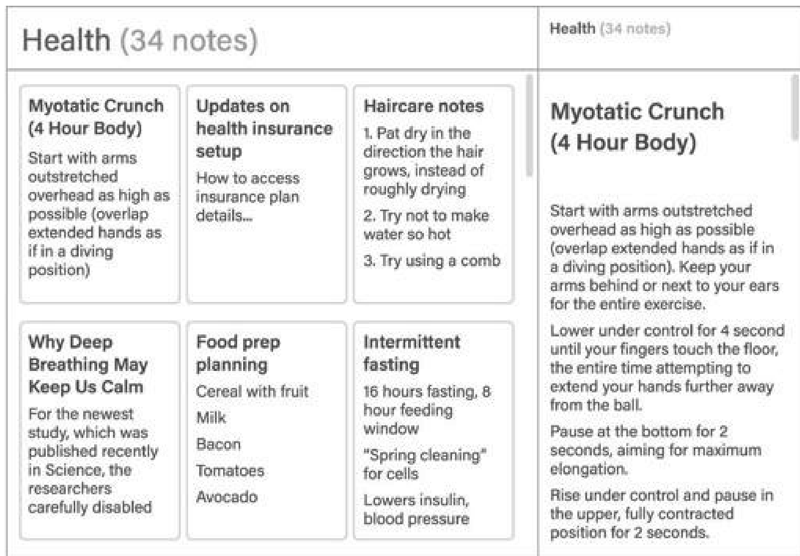 Health (34 notes)
Myotatic Crunch
(4 Hour Body)
Start with arms
outstretched
overhead as high as
possible (overlap
extended hands as
if in a diving
position)
Updates on
health insurance
setup
How to access
insurance plan
details...
Haircare notes
1. Pat dry in the
direction the hair
grows, instead of
roughly drying
2. Try not to make
water so hot
3. Try using a comb
Why Deep
Breathing May
Keep Us Calm
For the newest
study, which was
published recently
in Science, the
researchers
carefully disabled
Food prep
planning
Cereal with fruit
Milk
Bacon
Tomatoes
Avocado
Intermittent
fasting
16 hours fasting, 8
hour feeding
window
"Spring cleaning"
for cells
Lowers insulin,
blood pressure
Health (34 notes)
Myotatic Crunch
(4 Hour Body)
Start with arms outstretched
overhead as high as possible
(overlap extended hands as if in
a diving position). Keep your
arms behind or next to your ears
for the entire exercise.
Lower under control for 4 second
until your fingers touch the floor,
the entire time attempting to
extend your hands further away
from the ball.
Pause at the bottom for 2
seconds, aiming for maximum
elongation.
Rise under control and pause in
the upper, fully contracted
position for 2 seconds.